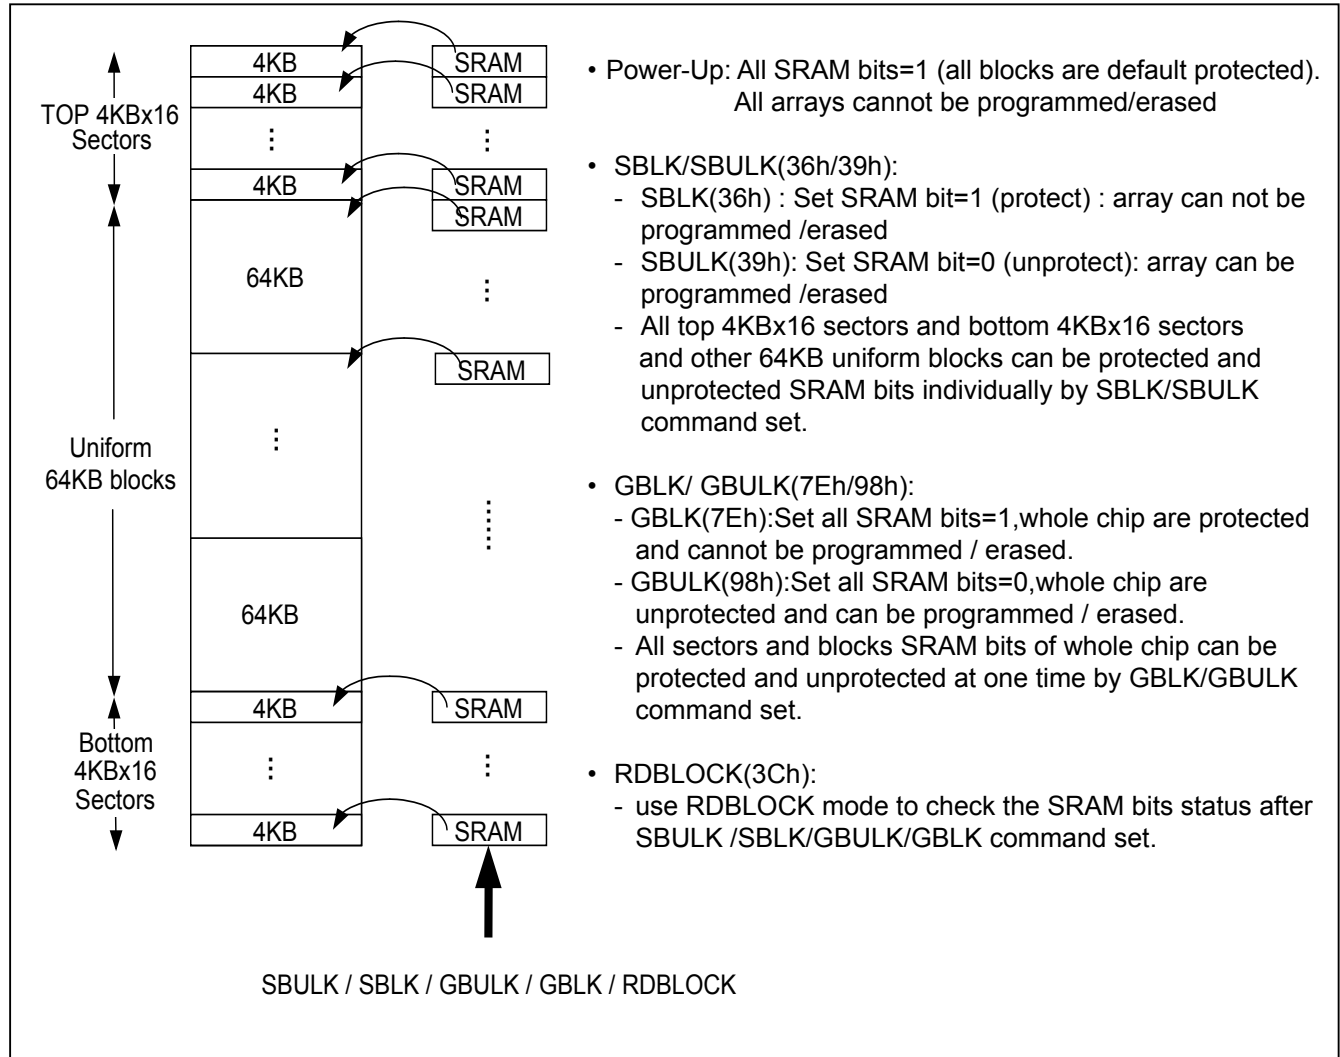 4KB
SRAM
4KB
SRAM
TOP 4KBx16
Sectors
⋮
⋮
4KB
SRAM
SRAM
64KB
⋮
SRAM
Uniform
64KB blocks
⋮
64KB
4KB
SRAM
Bottom
4KBx16
Sectors
⋮
⋮
4KB
SRAM
SBULK / SBLK / GBULK / GBLK / RDBLOCK
• Power-Up: All SRAM bits=1 (all blocks are default protected).
All arrays cannot be programmed/erased
• SBLK/SBULK(36h/39h):
- SBLK(36h) : Set SRAM bit=1 (protect) : array can not be
programmed /erased
- SBULK(39h): Set SRAM bit=0 (unprotect): array can be
programmed /erased
- All top 4KBx16 sectors and bottom 4KBx16 sectors
and other 64KB uniform blocks can be protected and
unprotected SRAM bits individually by SBLK/SBULK
command set.
• GBLK/ GBULK(7Eh/98h):
- GBLK(7Eh):Set all SRAM bits=1,whole chip are protected
and cannot be programmed / erased.
- GBULK(98h):Set all SRAM bits=0,whole chip are
unprotected and can be programmed / erased.
- All sectors and blocks SRAM bits of whole chip can be
protected and unprotected at one time by GBLK/GBULK
command set.
• RDBLOCK(3Ch):
- use RDBLOCK mode to check the SRAM bits status after
SBULK /SBLK/GBULK/GBLK command set.